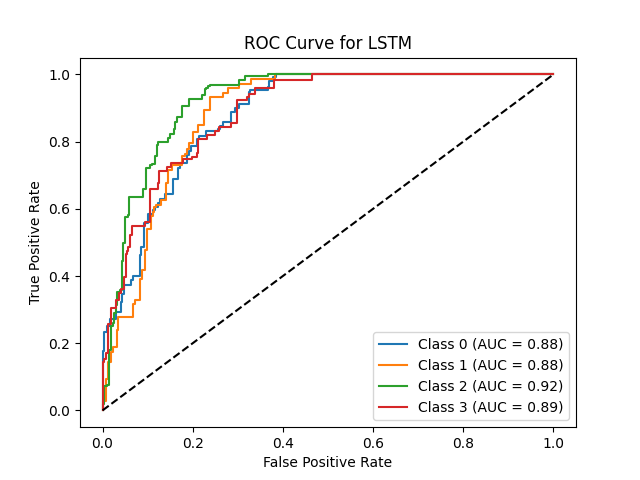 ROC Curve for LSTM
True Positive Rate
1.0
0.8
0.6
0.4
0.2
0.0
Class 0 (AUC = 0.88)
Class 1 (AUC = 0.88)
Class 2 (AUC = 0.92)
Class 3 (AUC = 0.89)
0.0 0.2 0.4 0.6 0.8 1.0
False Positive Rate